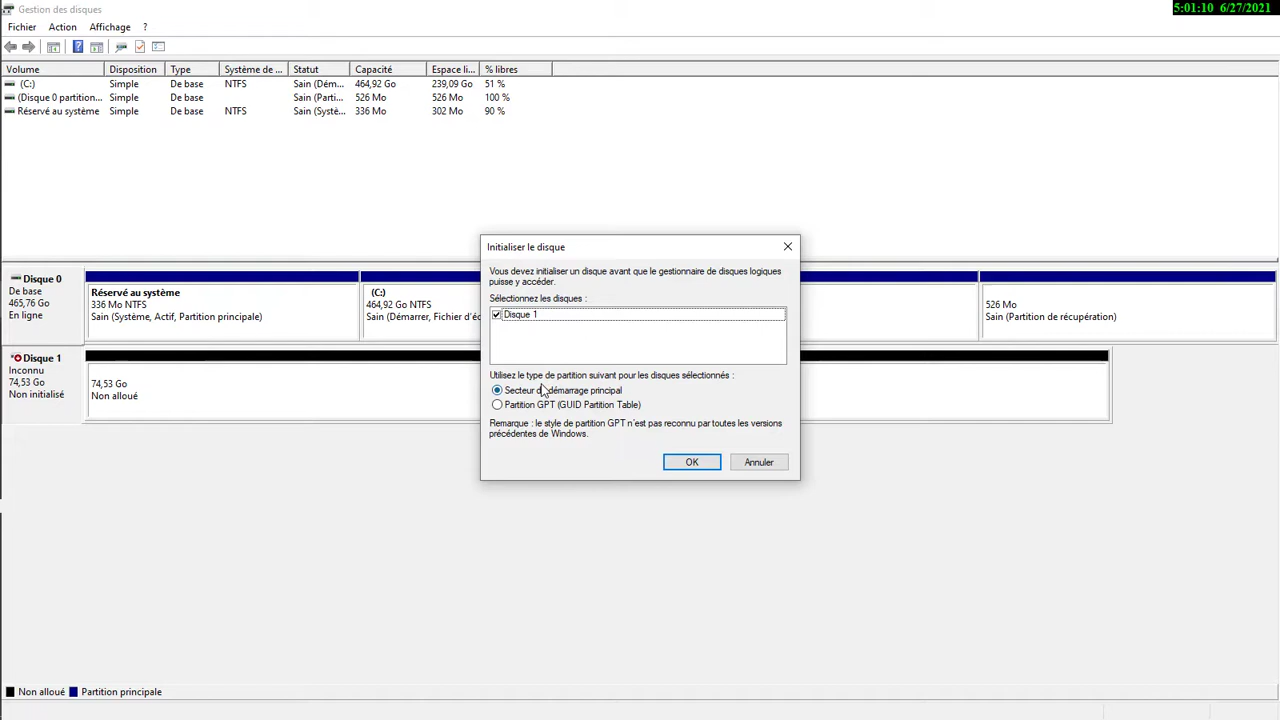 Gestion des disques
5:01:10 6/27/2021
Fichier Action Affichage ?
Volume Disposition Type Système de ... Statut Capacité Espace li... % libres
(C:) Simple De base NTFS Sain (Dém... 464,92 Go 239,09 Go 51 %
(Disque 0 partition... Simple De base Sain (Parti... 526 Mo 526 Mo 100 %
Réservé au système Simple De base NTFS Sain (Systè... 336 Mo 302 Mo 90 %
Disque 0
De base
465,76 Go
En ligne
Réservé au système
336 Mo NTFS
Sain (Système, Actif, Partition principale)
(C:)
464,92 Go NTFS
Sain (Démarrer, Fichier d'éc
526 Mo
Sain (Partition de récupération)
Disque 1
Inconnu
74,53 Go
Non initialisé
74,53 Go
Non alloué
Initialiser le disque
Vous devez initialiser un disque avant que le gestionnaire de disques logiques
puisse y accéder.
Sélectionnez les disques :
Disque 1
Utilisez le type de partition suivant pour les disques sélectionnés :
Secteur de démarrage principal
Partition GPT (GUID Partition Table)
Remarque : le style de partition GPT n'est pas reconnu par toutes les versions
précédentes de Windows.
OK Annuler
Non alloué Partition principale